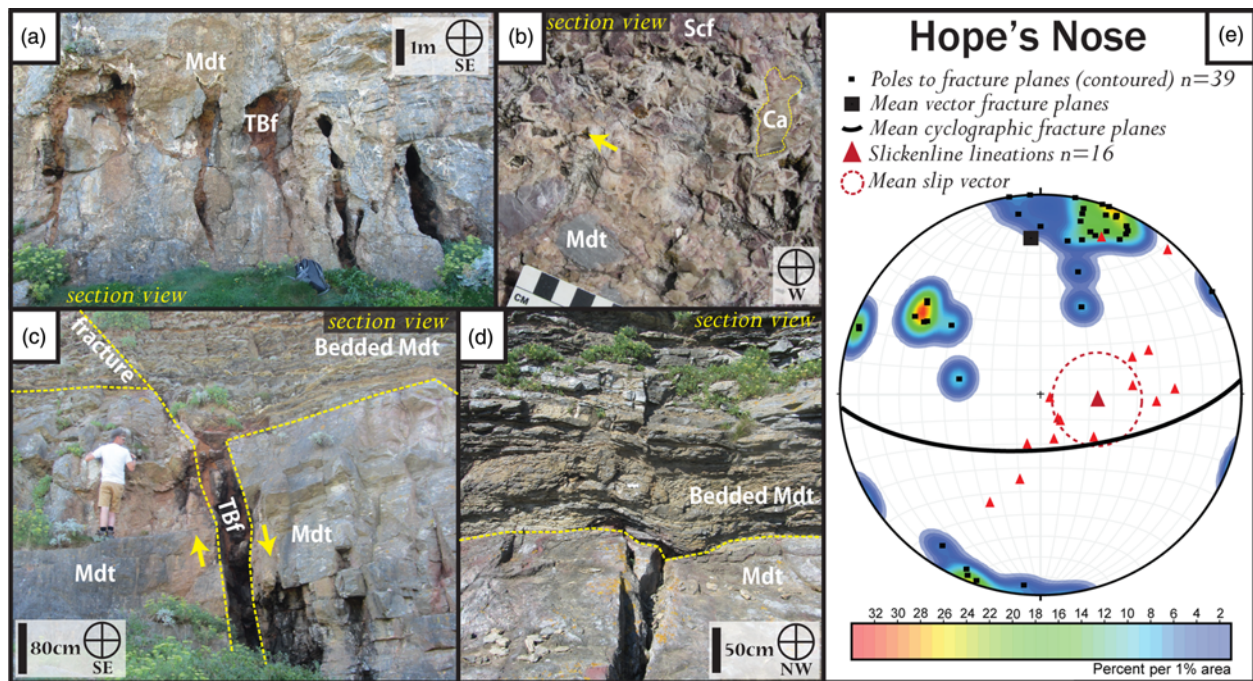 (a)
Mdt
TBf
1m
SE
section view
(b)
section view
Scf
Ca
Mdt
CM
W
(c)
fracture
section view
Bedded Mdt
TBf
Mdt
Mdt
80cm
SE
(d)
section view
Bedded Mdt
Mdt
50cm
NW
Hope's Nose
(e)
Poles to fracture planes (contoured) n=39
Mean vector fracture planes
Mean cyclographic fracture planes
Slickenline lineations n=16
Mean slip vector
32 30 28 26 24 22 20 18 16 14 12 10 8 6 4 2
Percent per 1% area